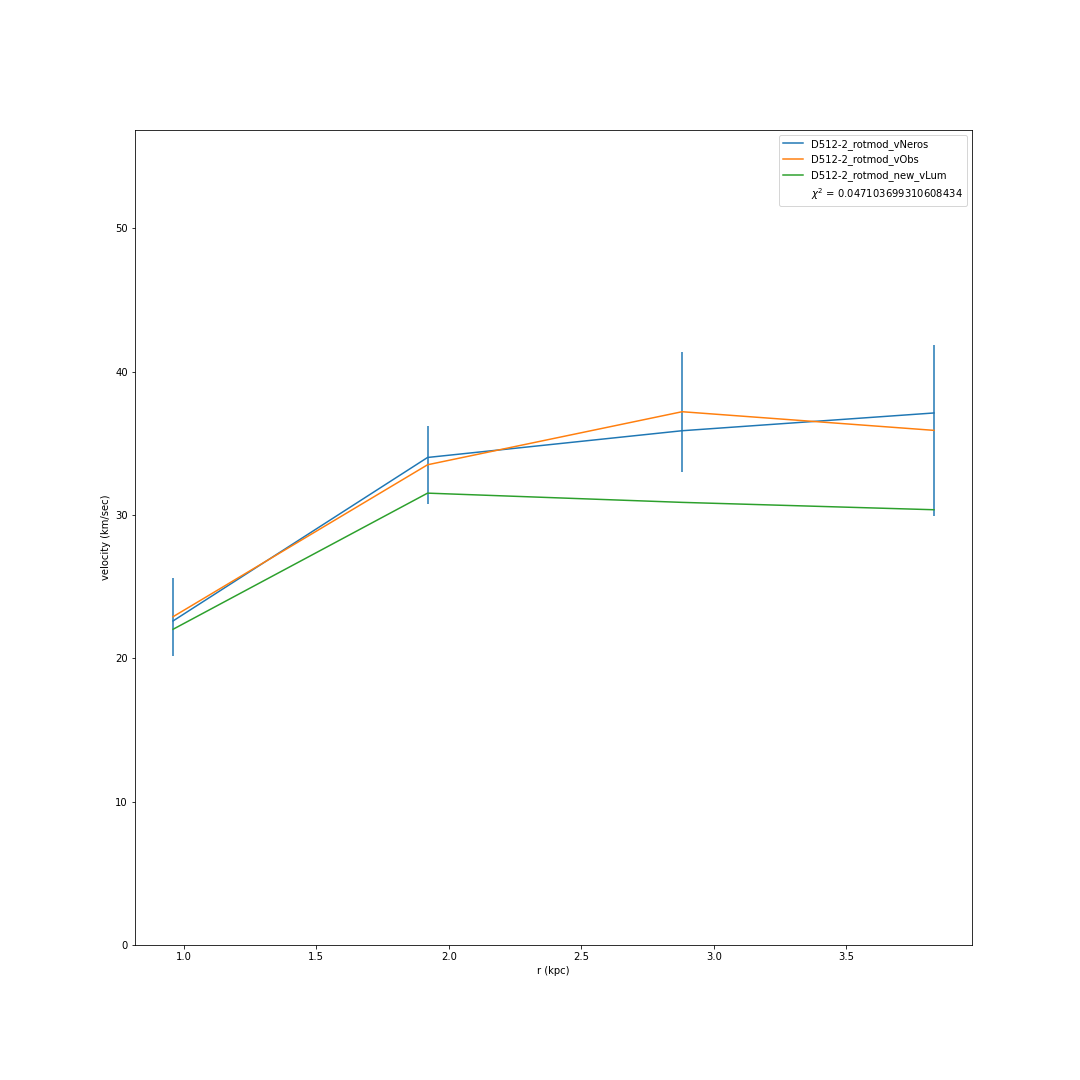 D512-2_rotmod_vNeros
D512-2_rotmod_vObs
D512-2_rotmod_new_vLum
χ² = 0.047103699310608434
50
40
30
20
10
0
velocity (km/sec)
1.0 1.5 2.0 2.5 3.0 3.5
r (kpc)